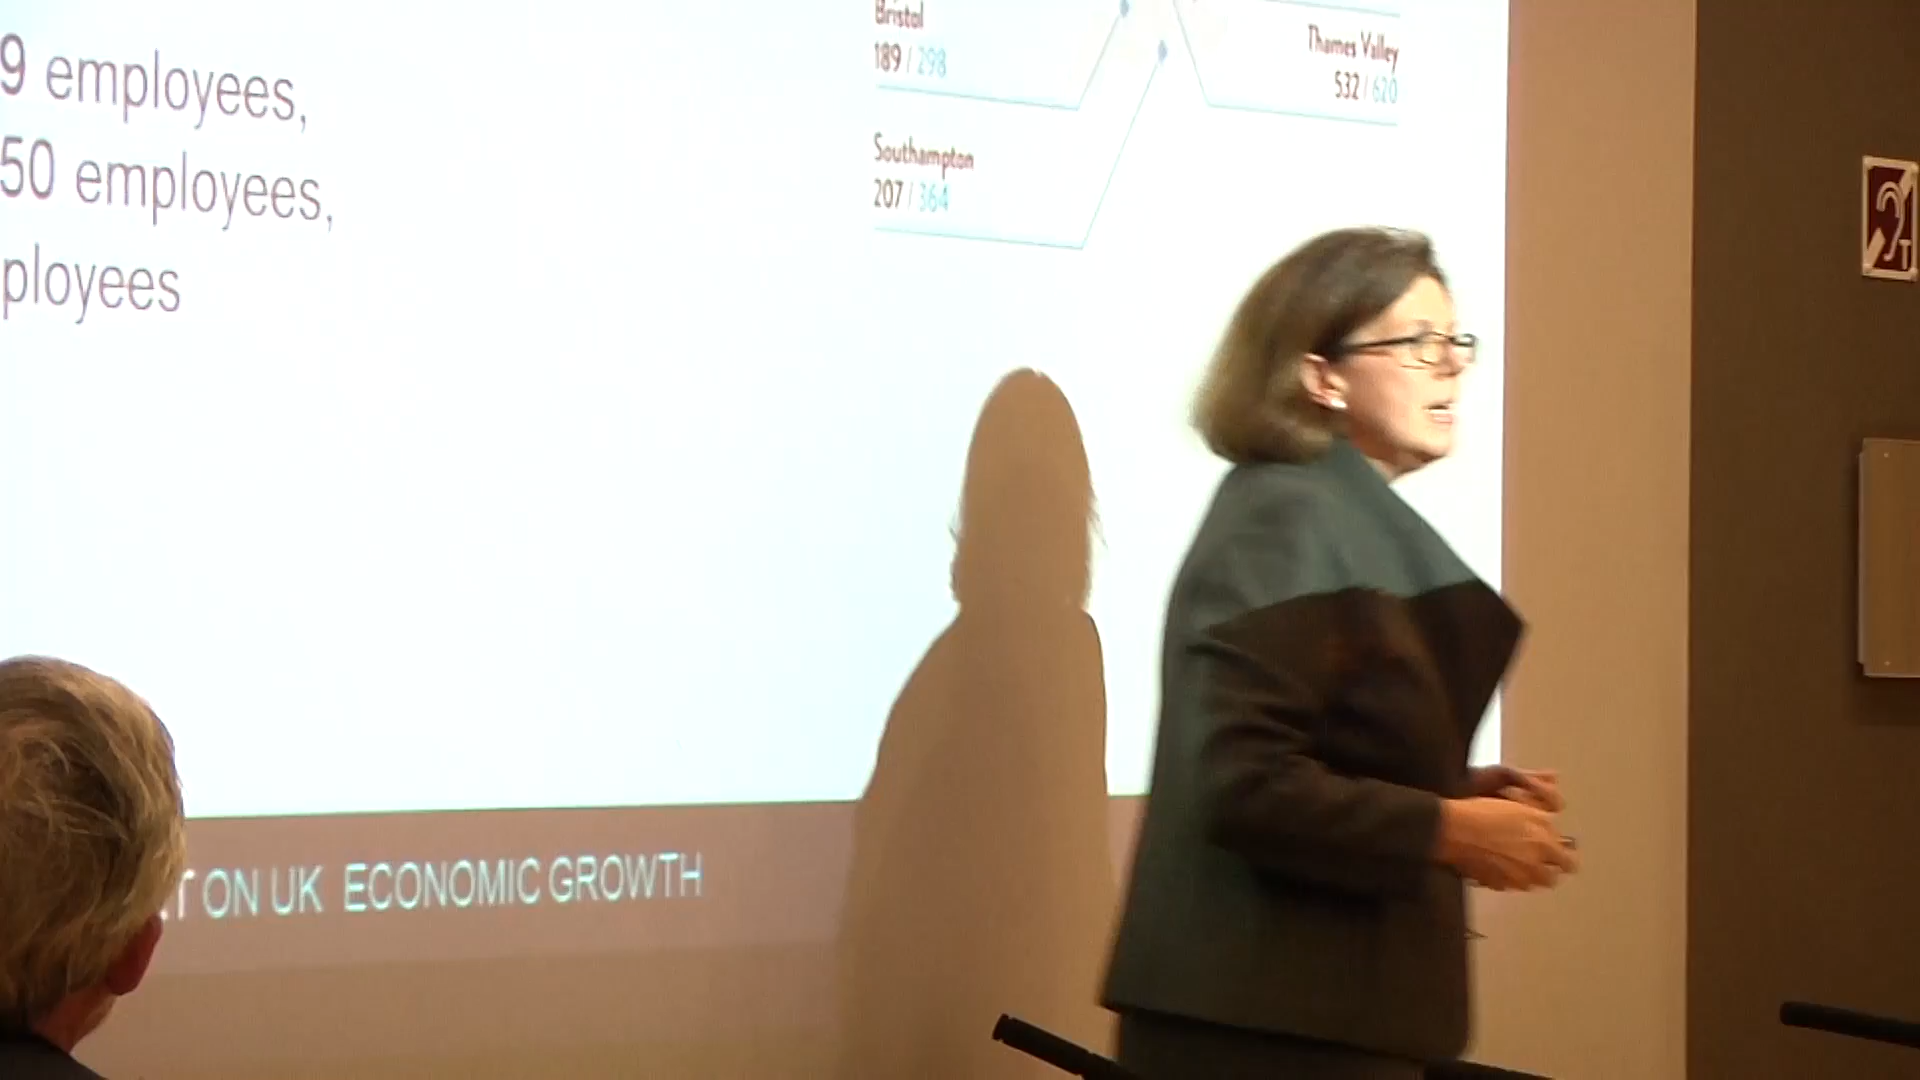 9 employees,
50 employees,
ployees
Bristol
189 / 298
Thames Valley
532 / 620
Southampton
207 / 364
T ON UK ECONOMIC GROWTH
T